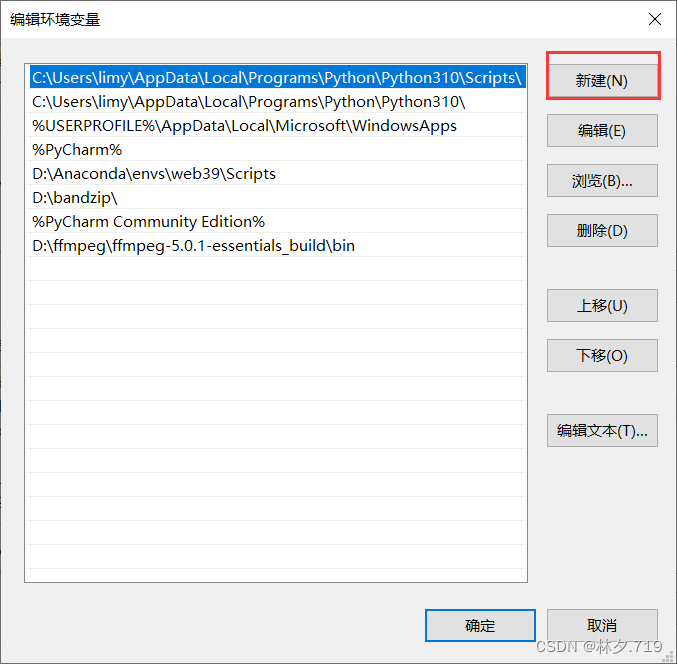 编辑环境变量
C:\Users\limy\AppData\Local\Programs\Python\Python310\Scripts\
C:\Users\limy\AppData\Local\Programs\Python\Python310\
%USERPROFILE%\AppData\Local\Microsoft\WindowsApps
%PyCharm%
D:\Anaconda\envs\web39\Scripts
D:\bandzip\
%PyCharm Community Edition%
D:\ffmpeg\ffmpeg-5.0.1-essentials_build\bin
新建(N)
编辑(E)
浏览(B)...
删除(D)
上移(U)
下移(O)
编辑文本(T)...
确定
取消
CSDN @林夕.719